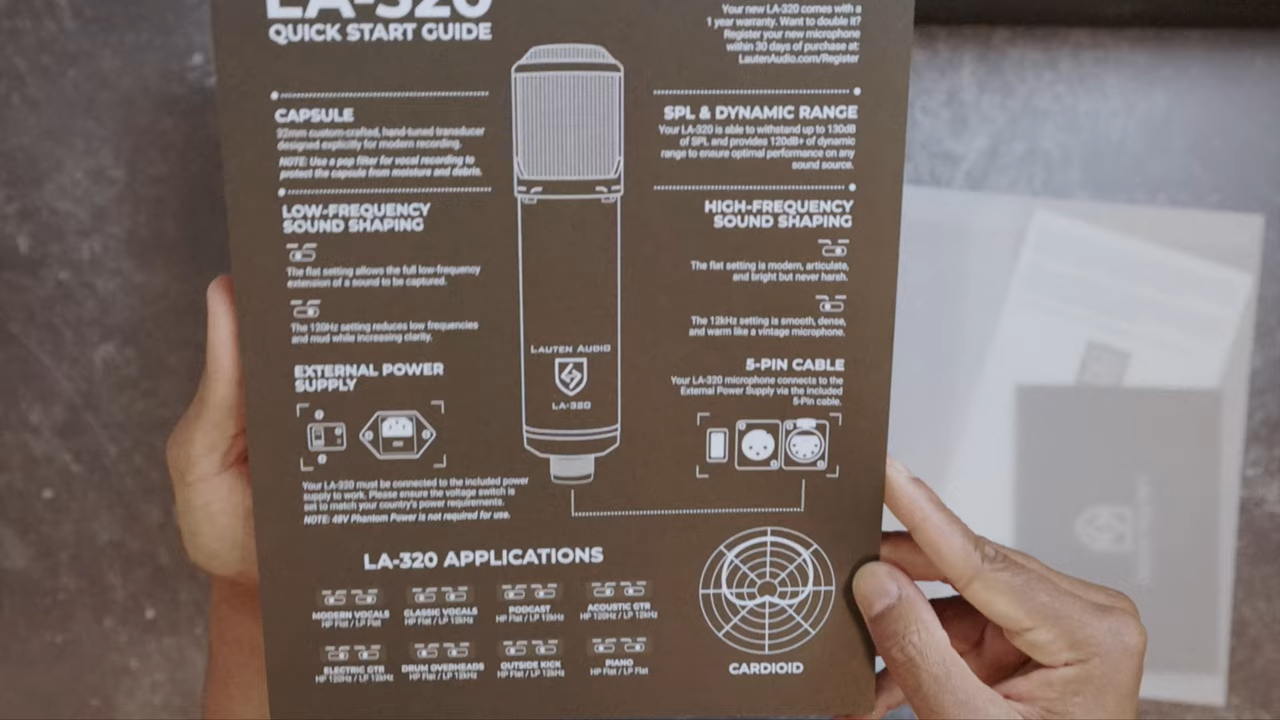 LA-320
QUICK START GUIDE
Your new LA-320 comes with a
1 year warranty. Want to double it?
Register your new microphone
within 30 days of purchase at:
LautenAudio.com/Register
CAPSULE
32mm custom-crafted, hand-tuned transducer
designed explicitly for modern recording.
NOTE: Use a pop filter for vocal recording to
protect the capsule from moisture and debris.
SPL & DYNAMIC RANGE
Your LA-320 is able to withstand up to 130dB
of SPL and provides 120dB+ of dynamic
range to ensure optimal performance on any
sound source.
LOW-FREQUENCY
SOUND SHAPING
The flat setting allows the full low-frequency
extension of a sound to be captured.
The 120Hz setting reduces low frequencies
and mud while increasing clarity.
HIGH-FREQUENCY
SOUND SHAPING
The flat setting is modern, articulate,
and bright but never harsh.
The 12kHz setting is smooth, dense,
and warm like a vintage microphone.
LAUTEN AUDIO
LA-320
EXTERNAL POWER
SUPPLY
Your LA-320 must be connected to the included power
supply to work. Please ensure the voltage switch is
set to match your country's power requirements.
NOTE: 48V Phantom Power is not required for use.
5-PIN CABLE
Your LA-320 microphone connects to the
External Power Supply via the included
5-Pin cable.
LA-320 APPLICATIONS
MODERN VOCALS
HP Flat / LP Flat
CLASSIC VOCALS
HP Flat / LP 12kHz
PODCAST
HP Flat / LP 12kHz
ACOUSTIC GTR
HP 120Hz / LP 12kHz
ELECTRIC GTR
HP 120Hz / LP 12kHz
DRUM OVERHEADS
HP Flat / LP 12kHz
OUTSIDE KICK
HP Flat / LP 12kHz
PIANO
HP Flat / LP Flat
CARDIOID